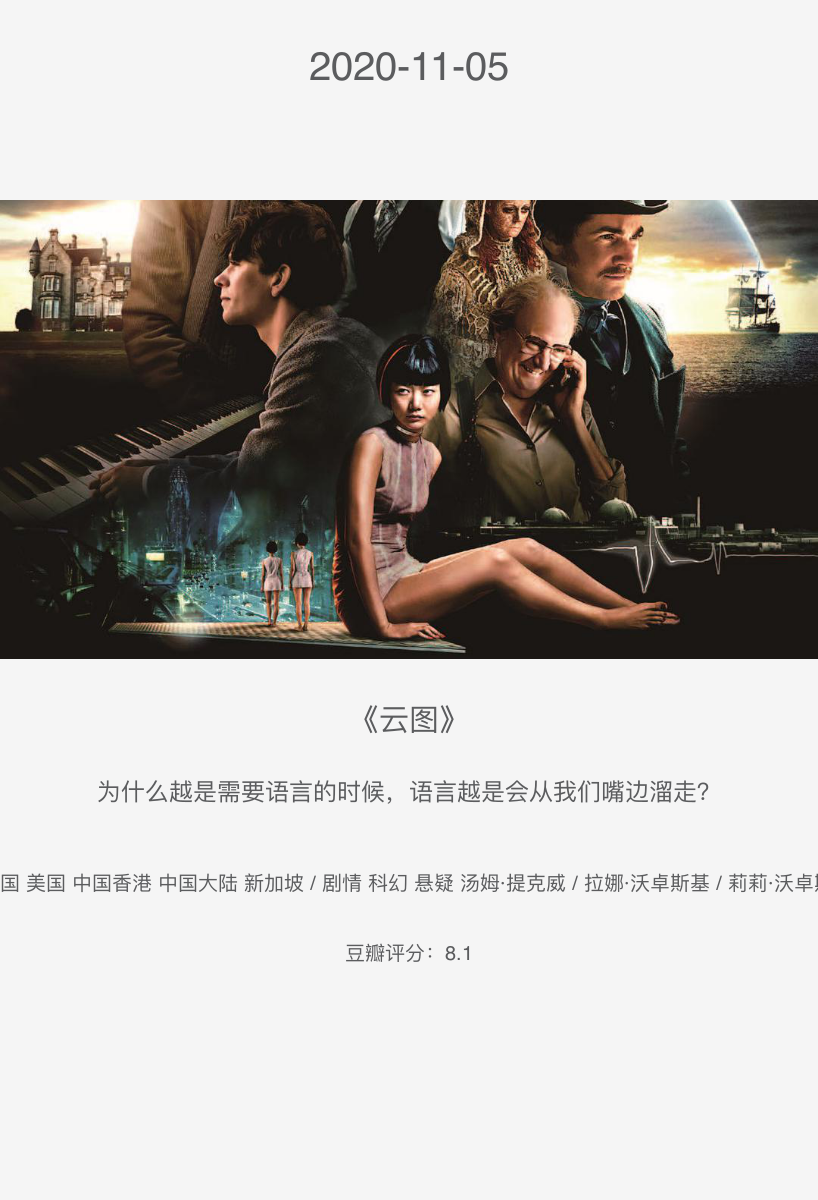 2020-11-05
《云图》
为什么越是需要语言的时候，语言越是会从我们嘴边溜走？
国 美国 中国香港 中国大陆 新加坡 / 剧情 科幻 悬疑 汤姆·提克威 / 拉娜·沃卓斯基 / 莉莉·沃卓
豆瓣评分：8.1